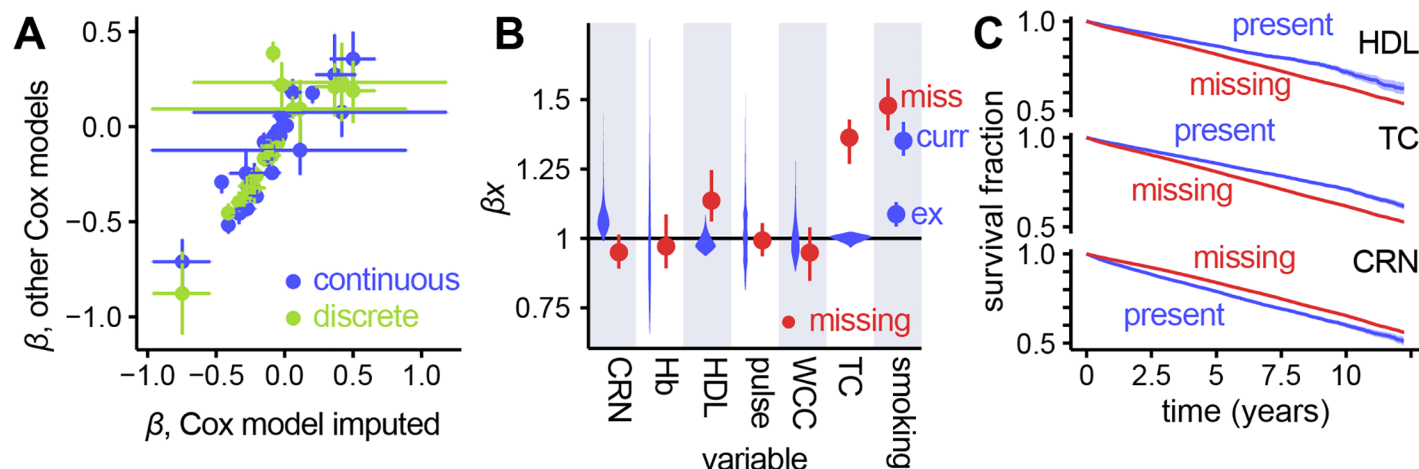 A
0.5
0.0
−0.5
−1.0
β, other Cox models
continuous
discrete
−1.0
−0.5
0.0
0.5
1.0
β, Cox model imputed
B
1.5
1.25
1
0.75
βx
miss
curr
ex
missing
CRN
Hb
HDL
pulse
WCC
TC
smoking
variable
C
survival fraction
1.0
0.5
present
missing
HDL
1.0
0.5
present
missing
TC
1.0
0.5
missing
present
CRN
0
2.5
5
7.5
10
time (years)